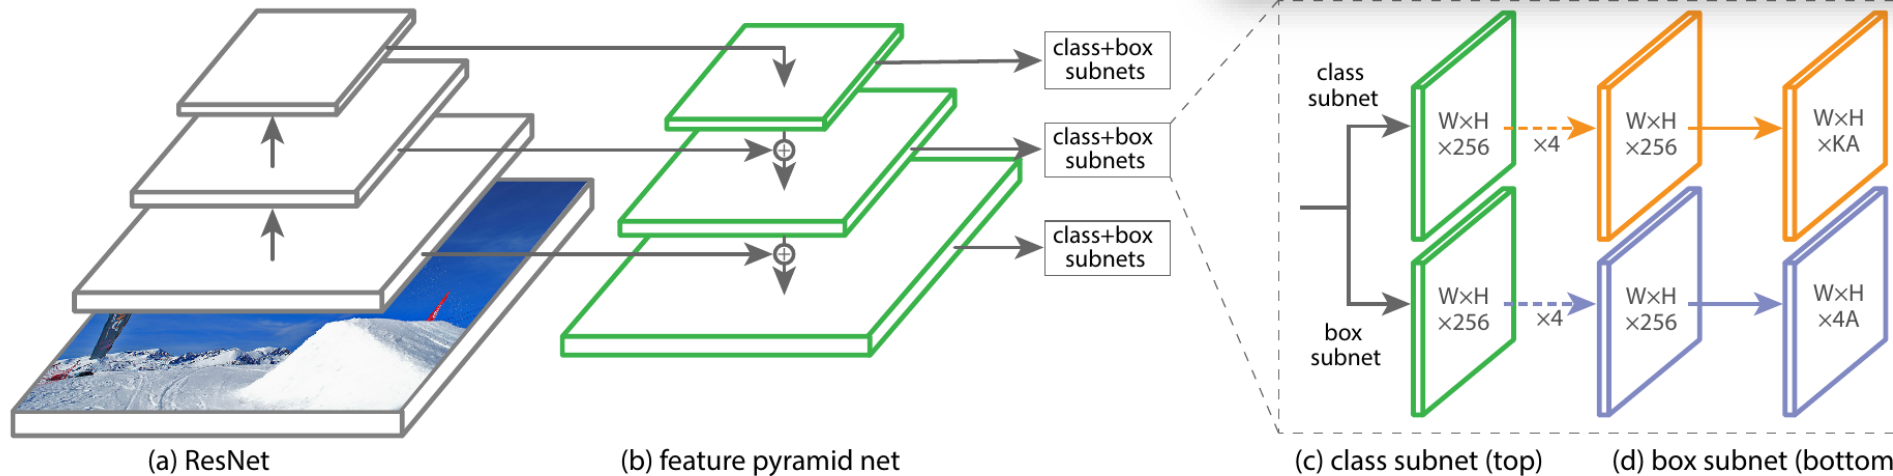 class+box
subnets
class+box
subnets
class+box
subnets
class
subnet
W×H
×256
×4
W×H
×256
W×H
×KA
box
subnet
W×H
×256
×4
W×H
×256
W×H
×4A
(a) ResNet
(b) feature pyramid net
(c) class subnet (top)
(d) box subnet (bottom